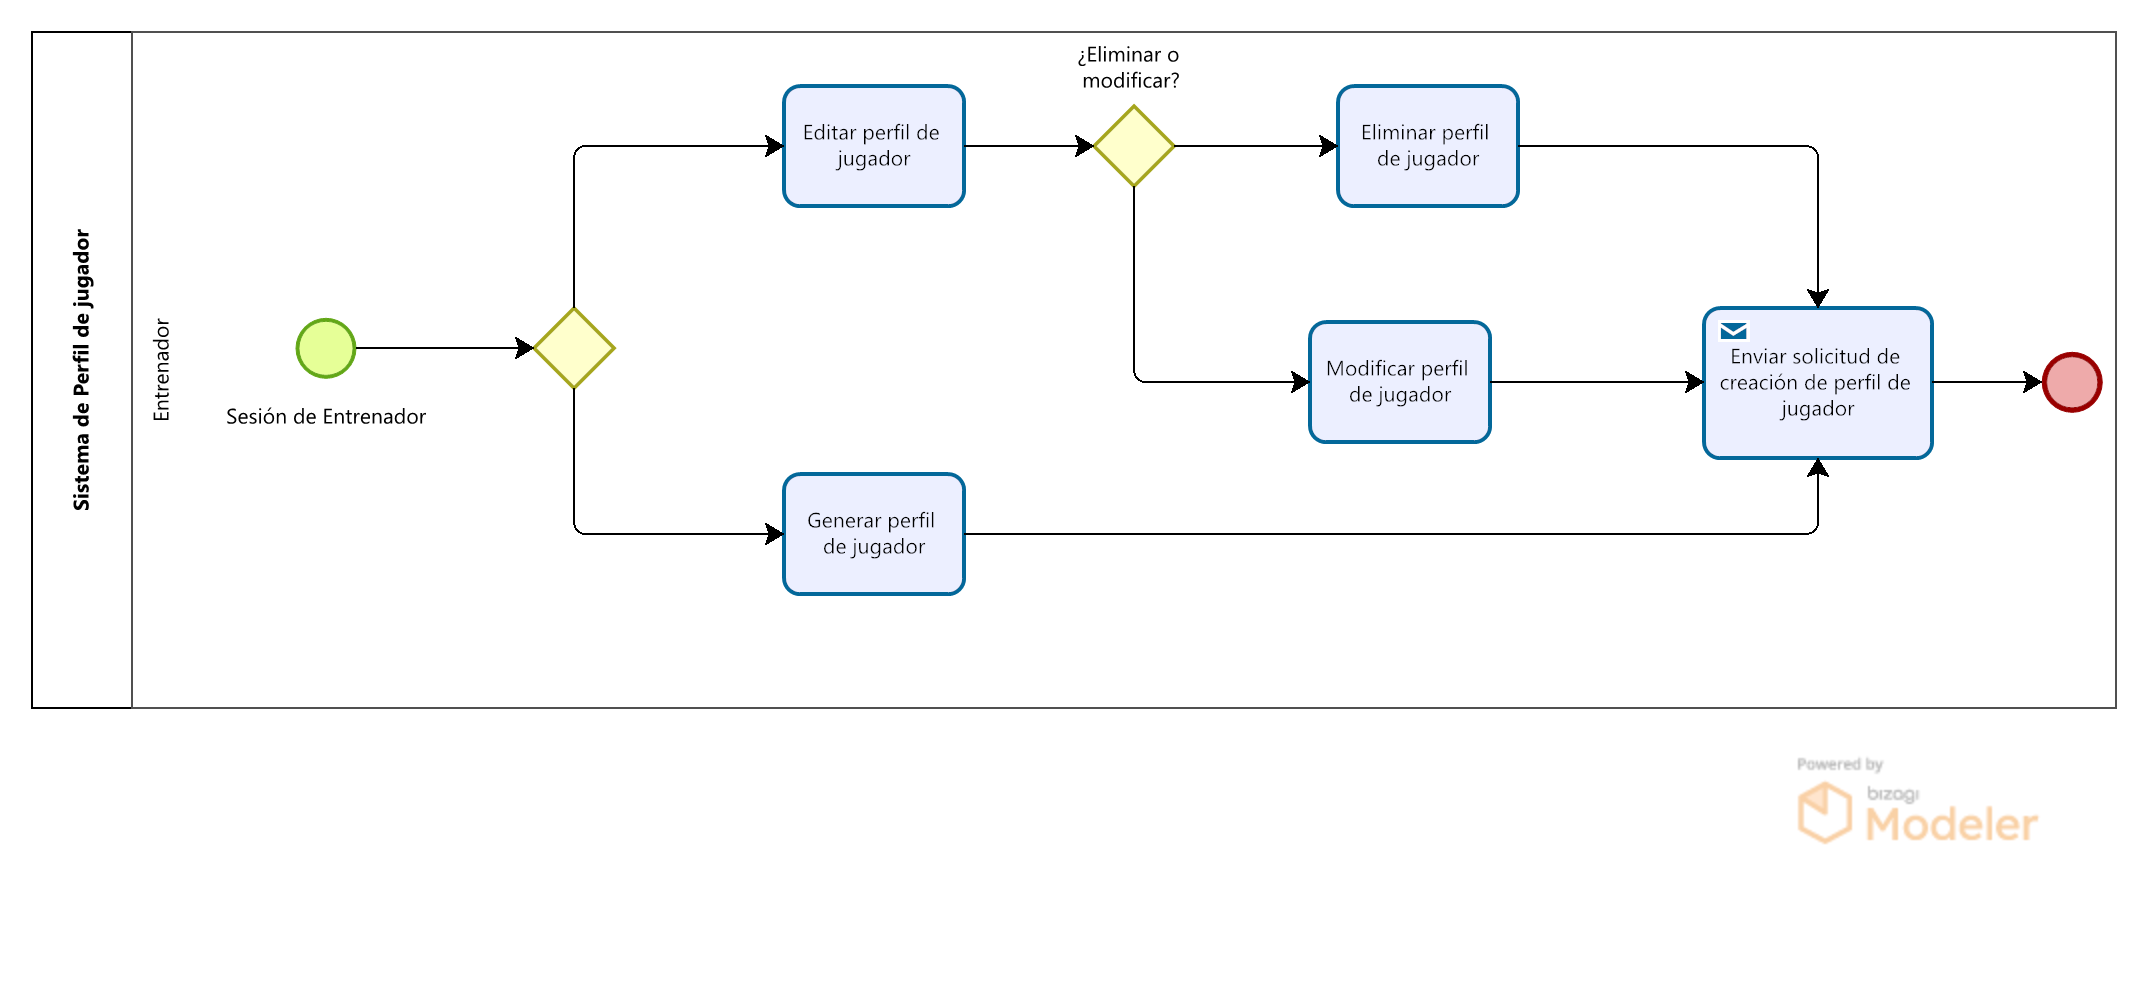 Sistema de Perfil de jugador
Entrenador
Sesión de Entrenador
Editar perfil de
jugador
¿Eliminar o
modificar?
Eliminar perfil
de jugador
Modificar perfil
de jugador
Generar perfil
de jugador
Enviar solicitud de
creación de perfil de
jugador
Powered by
bizagi
Modeler